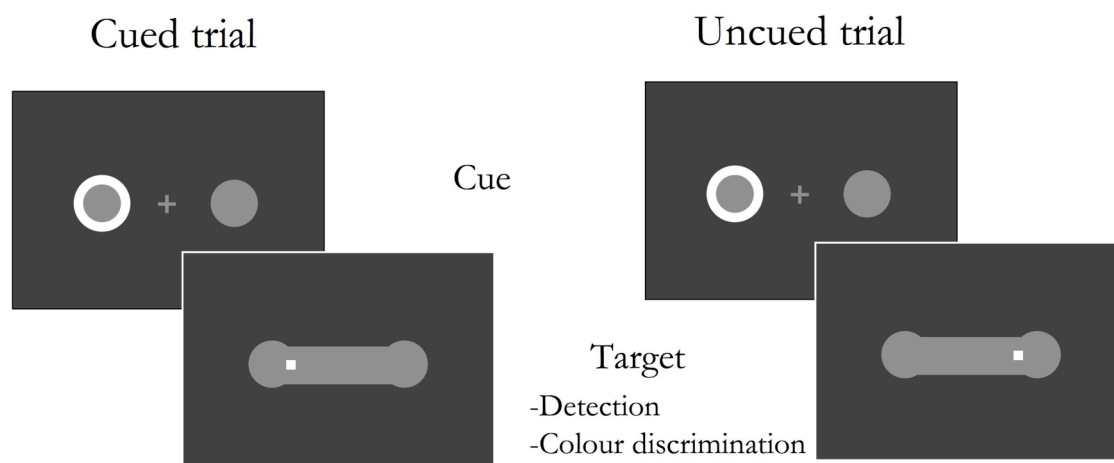 Cued trial
Uncued trial
Cue
Target
-Detection
-Colour discrimination